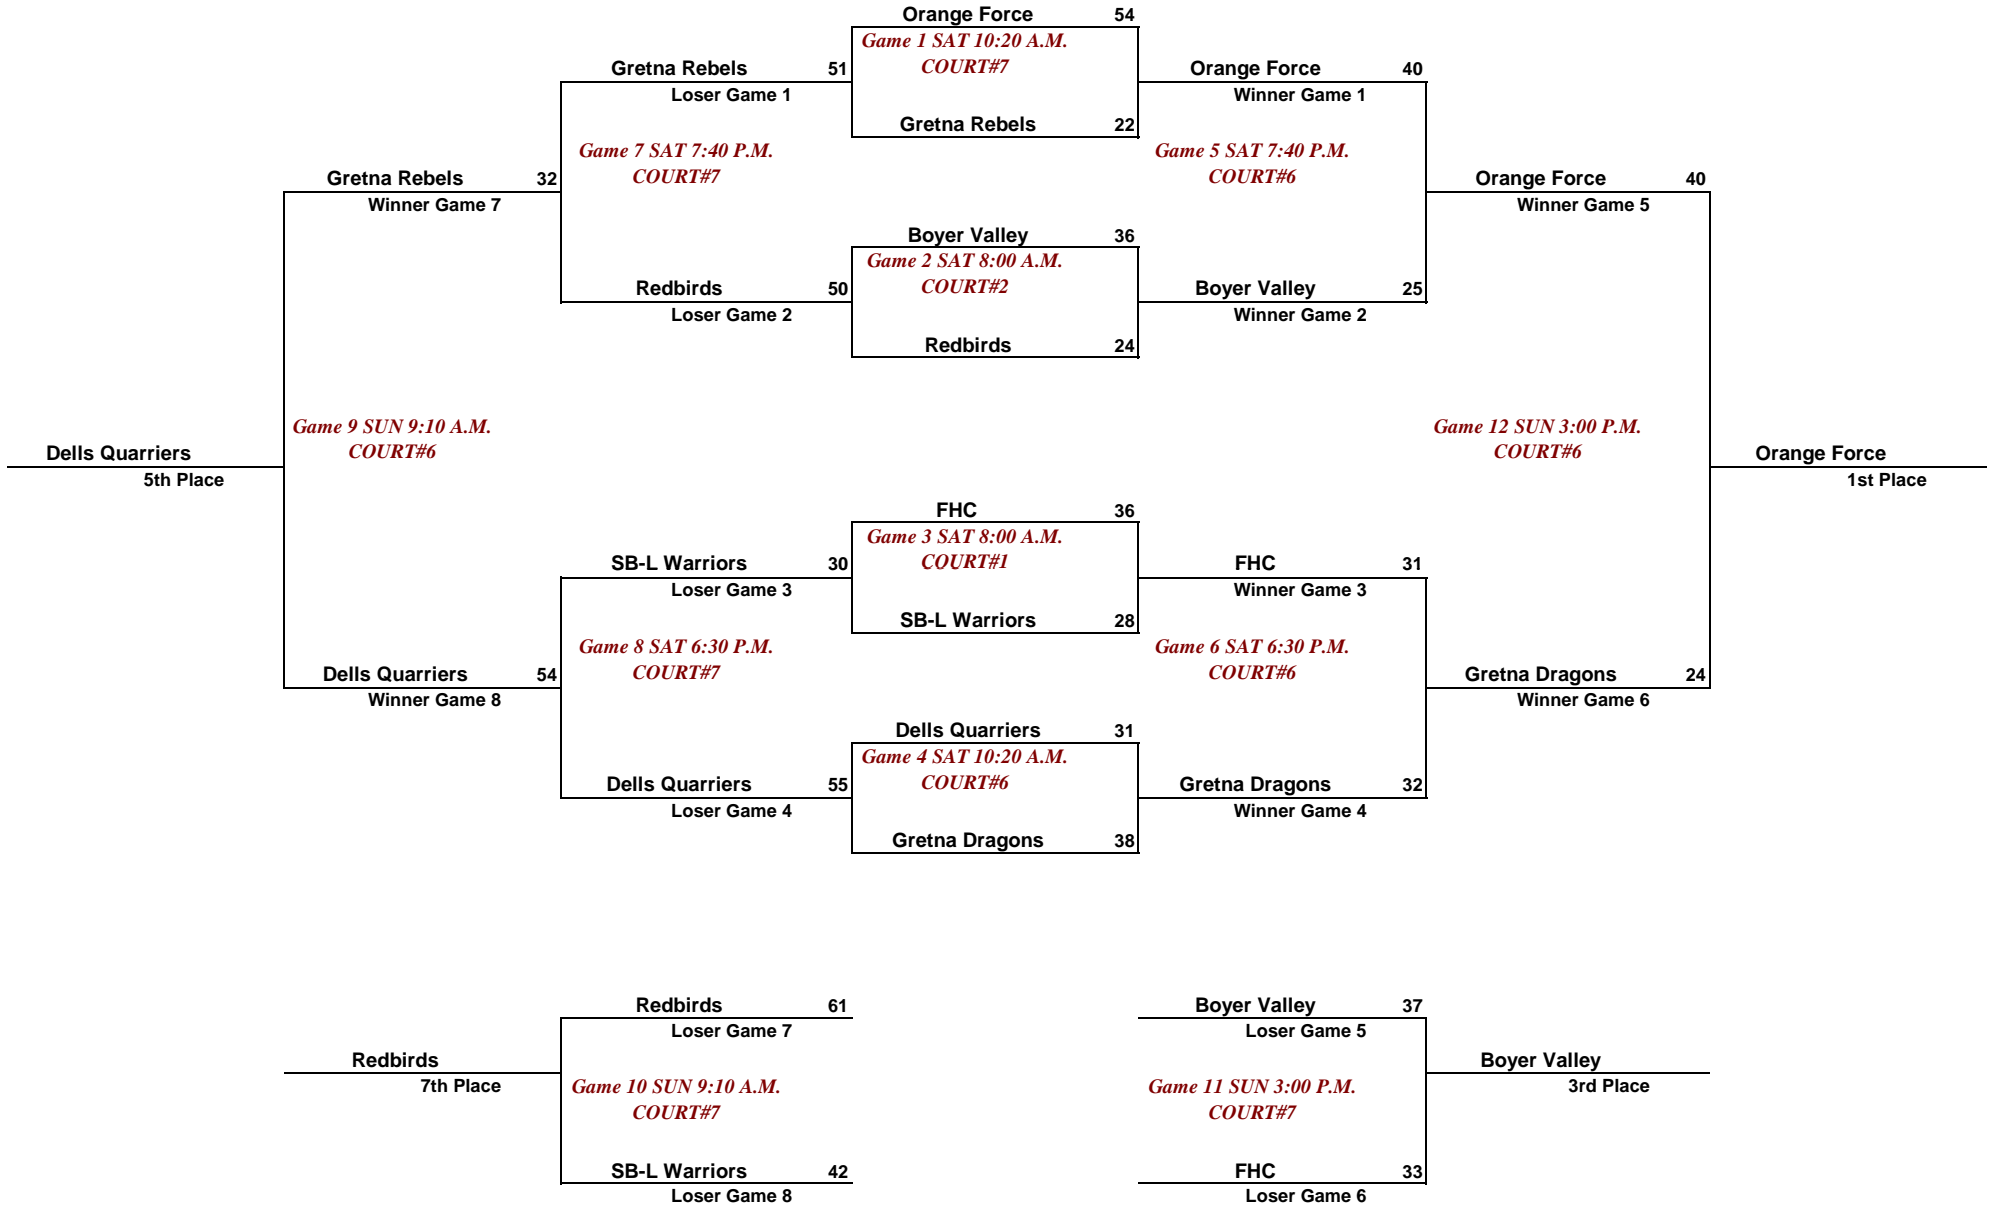 Orange Force 54
Game 1 SAT 10:20 A.M.
COURT#7
Gretna Rebels 51
Loser Game 1
Orange Force 40
Winner Game 1
Gretna Rebels 22
Game 7 SAT 7:40 P.M.
COURT#7
Game 5 SAT 7:40 P.M.
COURT#6
Gretna Rebels 32
Winner Game 7
Orange Force 40
Winner Game 5
Boyer Valley 36
Game 2 SAT 8:00 A.M.
COURT#2
Redbirds 50
Loser Game 2
Boyer Valley 25
Winner Game 2
Redbirds 24
Game 9 SUN 9:10 A.M.
COURT#6
Game 12 SUN 3:00 P.M.
COURT#6
Dells Quarriers
5th Place
Orange Force
1st Place
FHC 36
Game 3 SAT 8:00 A.M.
COURT#1
SB-L Warriors 30
Loser Game 3
FHC 31
Winner Game 3
SB-L Warriors 28
Game 8 SAT 6:30 P.M.
COURT#7
Game 6 SAT 6:30 P.M.
COURT#6
Dells Quarriers 54
Winner Game 8
Gretna Dragons 24
Winner Game 6
Dells Quarriers 31
Game 4 SAT 10:20 A.M.
COURT#6
Dells Quarriers 55
Loser Game 4
Gretna Dragons 32
Winner Game 4
Gretna Dragons 38
Redbirds 61
Loser Game 7
Boyer Valley 37
Loser Game 5
Redbirds
7th Place
Boyer Valley
3rd Place
Game 10 SUN 9:10 A.M.
COURT#7
Game 11 SUN 3:00 P.M.
COURT#7
SB-L Warriors 42
Loser Game 8
FHC 33
Loser Game 6